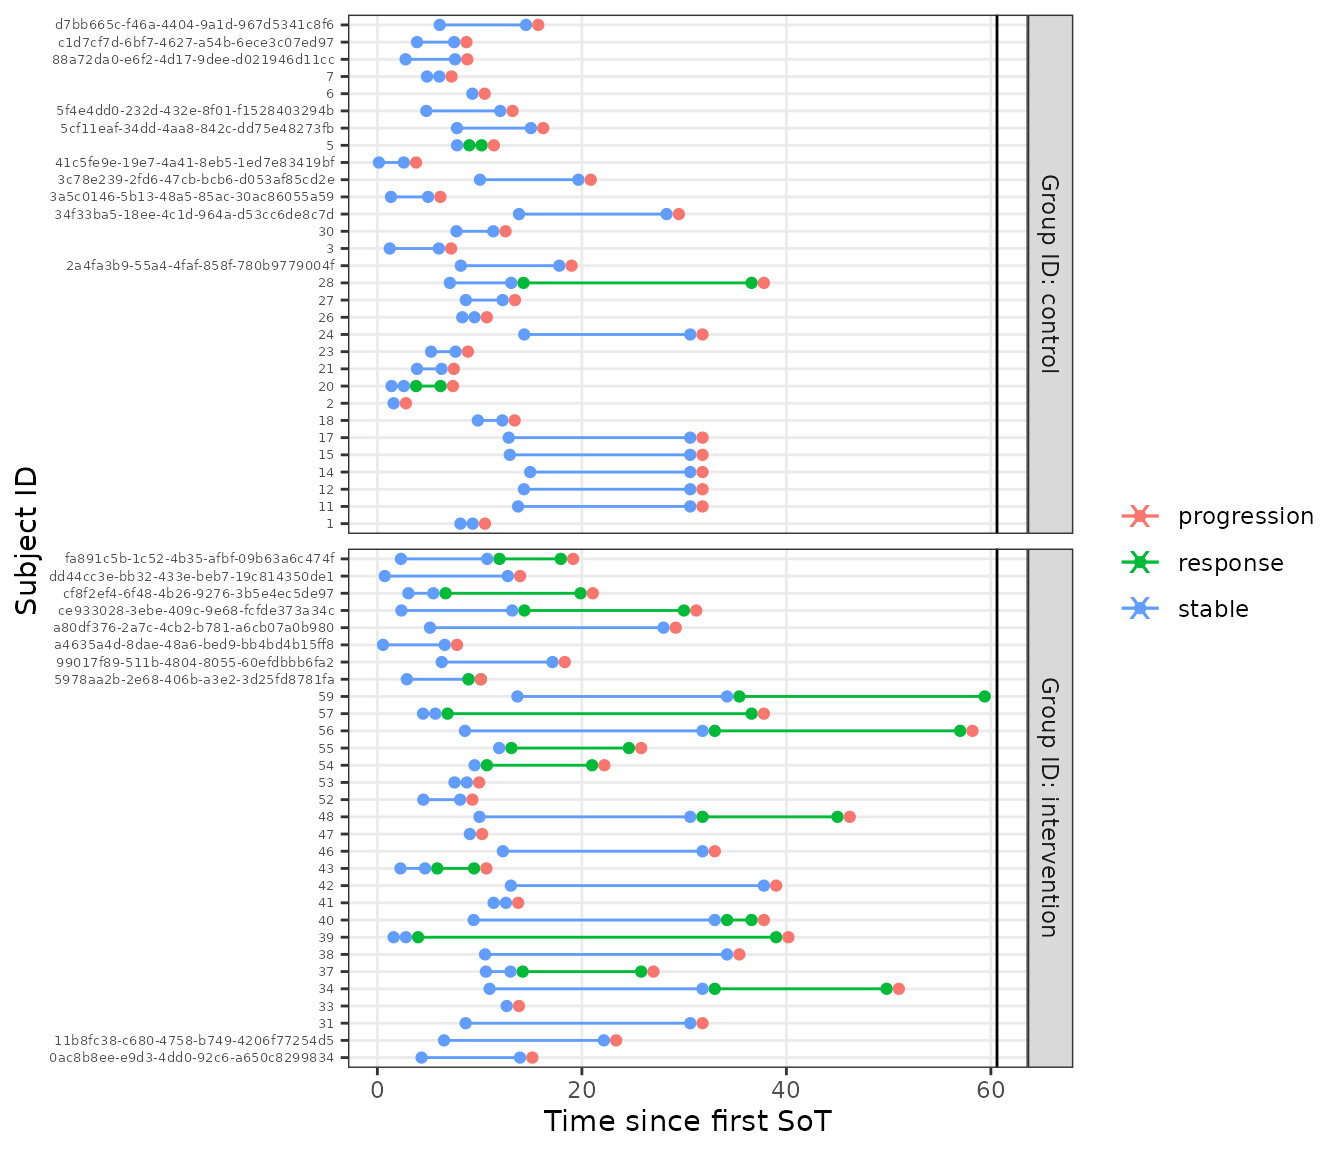 d7bb665c-f46a-4404-9a1d-967d5341c8f6
c1d7cf7d-6bf7-4627-a54b-6ece3c07ed97
88a72da0-e6f2-4d17-9dee-d021946d11cc
7
6
5f4e4dd0-232d-432e-8f01-f1528403294b
5cf11eaf-34dd-4aa8-842c-dd75e48273fb
5
41c5fe9e-19e7-4a41-8eb5-1ed7e83419bf
3c78e239-2fd6-47cb-bcb6-d053af85cd2e
3a5c0146-5b13-48a5-85ac-30ac86055a59
34f33ba5-18ee-4c1d-964a-d53cc6de8c7d
30
3
2a4fa3b9-55a4-4faf-858f-780b9779004f
28
27
26
24
23
21
20
2
18
17
15
14
12
11
1
Group ID: control
fa891c5b-1c52-4b35-afbf-09b63a6c474f
dd44cc3e-bb32-433e-beb7-19c814350de1
cf8f2ef4-6f48-4b26-9276-3b5e4ec5de97
ce933028-3ebe-409c-9e68-fcfde373a34c
a80df376-2a7c-4cb2-b781-a6cb07a0b980
a4635a4d-8dae-48a6-bed9-bb4bd4b15ff8
99017f89-511b-4804-8055-60efdbbb6fa2
5978aa2b-2e68-406b-a3e2-3d25fd8781fa
59
57
56
55
54
53
52
48
47
46
43
42
41
40
39
38
37
34
33
31
11b8fc38-c680-4758-b749-4206f77254d5
0ac8b8ee-e9d3-4dd0-92c6-a650c8299834
Group ID: intervention
Subject ID
0 20 40 60
Time since first SoT
progression
response
stable